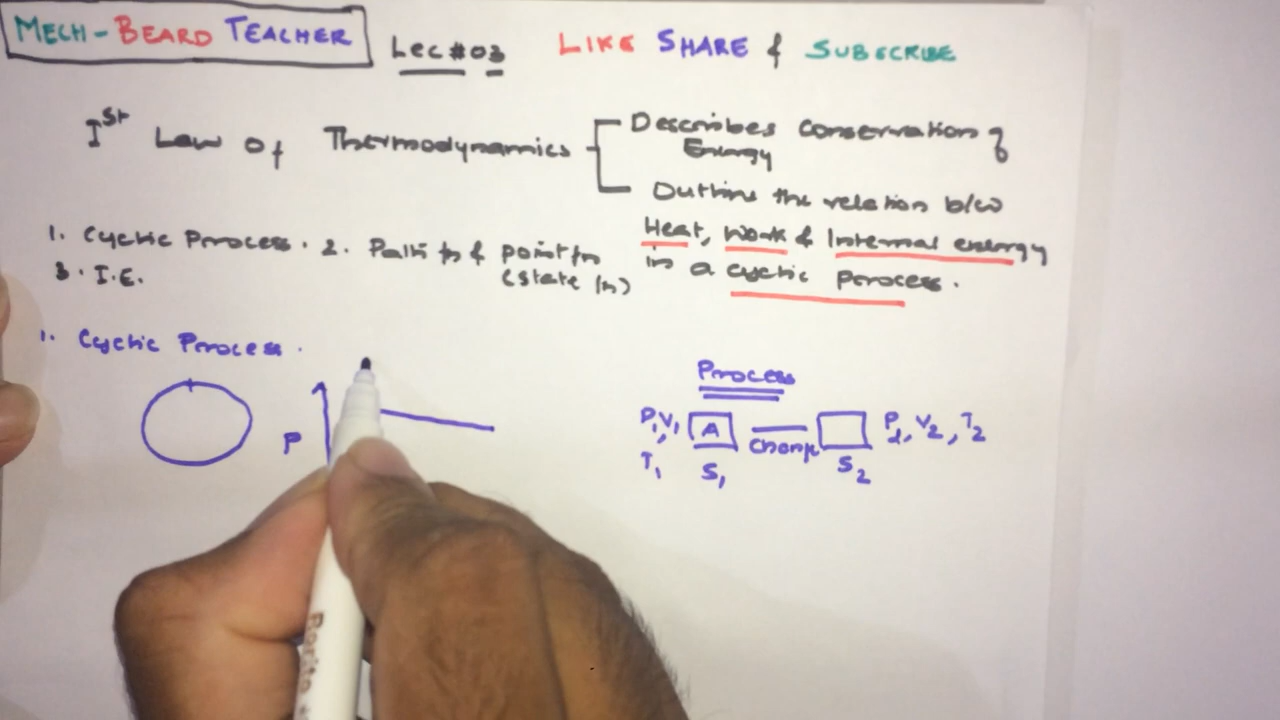 MECH-BEARD TEACHER Lec#03 LIKE SHARE & SUBSCRIBE
Ist Law Of Thermodynamics
Describes Conservation of
Energy
Outlins the relation b/w
Heat, Work & Internal energy
in a cyclic process.
1. Cyclic Process. 2. Path fn & point fn
(state fn)
3. I.E.
1. Cyclic Process.
P
Process
P1, V1 A Change P2, V2, T2
T1 S1 S2